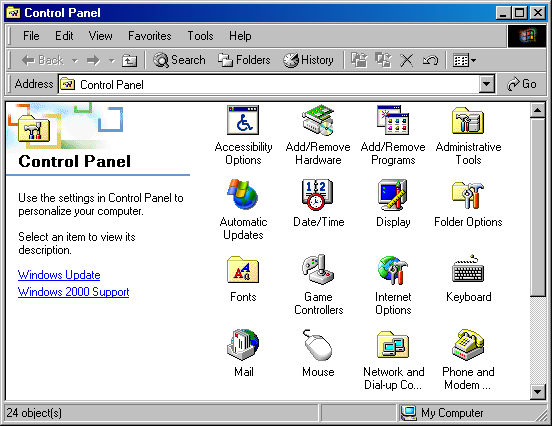 Control Panel
File Edit View Favorites Tools Help
Back Search Folders History
Address Control Panel Go
Control Panel
Use the settings in Control Panel to
personalize your computer.
Select an item to view its
description.
Windows Update
Windows 2000 Support
Accessibility
Options
Add/Remove
Hardware
Add/Remove
Programs
Administrative
Tools
Automatic
Updates
Date/Time
Display
Folder Options
Fonts
Game
Controllers
Internet
Options
Keyboard
Mail
Mouse
Network and
Dial-up Co...
Phone and
Modem ...
24 object(s) My Computer